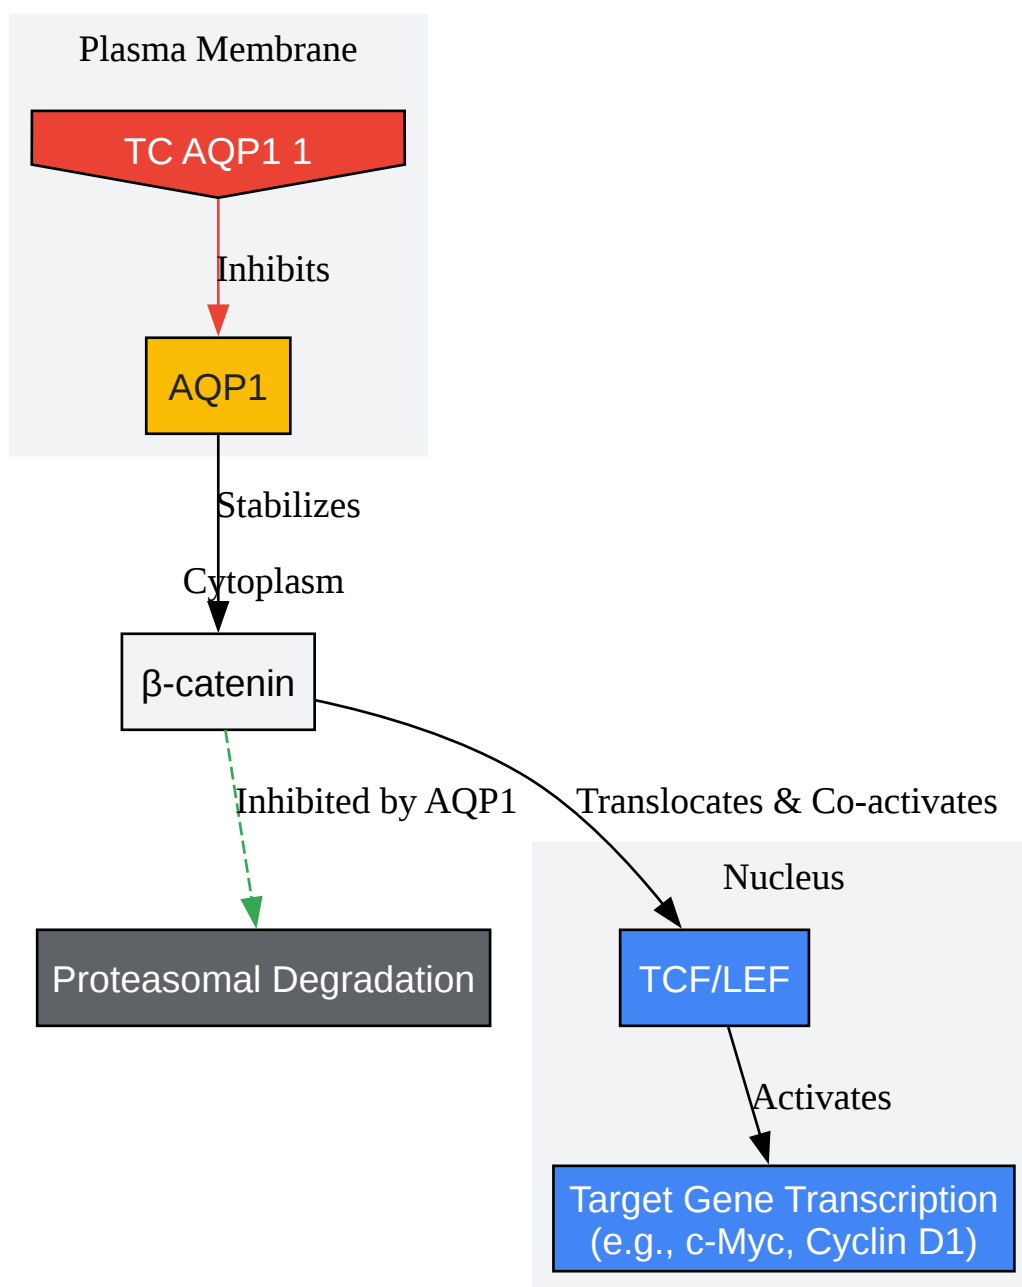 Plasma Membrane
TC AQP1 1
Inhibits
AQP1
Stabilizes
Cytoplasm
β-catenin
Inhibited by AQP1
Translocates & Co-activates
Nucleus
Proteasomal Degradation
TCF/LEF
Activates
Target Gene Transcription
(e.g., c-Myc, Cyclin D1)